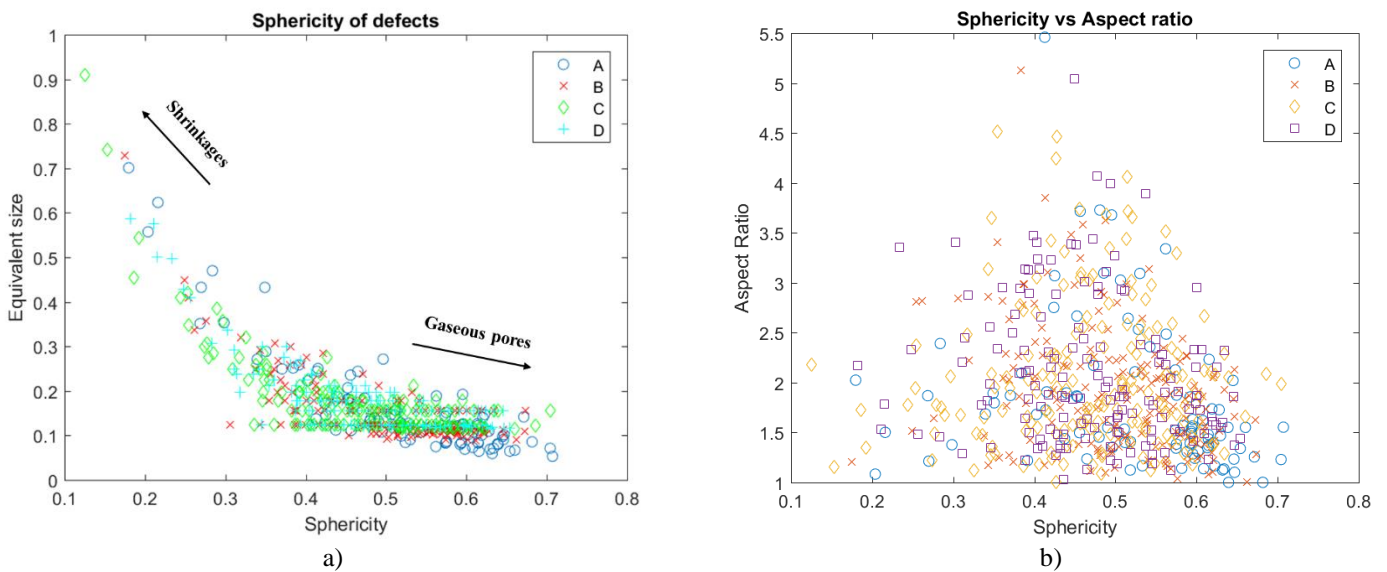 Sphericity of defects
1
0.9
0.8
0.7
0.6
0.5
0.4
0.3
0.2
0.1
0
0.1
0.2
0.3
0.4
0.5
0.6
0.7
0.8
Equivalent size
Sphericity
A
B
C
D
Shrinkages
Gaseous pores
a)
Sphericity vs Aspect ratio
5.5
5
4.5
4
3.5
3
2.5
2
1.5
1
0.1
0.2
0.3
0.4
0.5
0.6
0.7
0.8
Aspect Ratio
Sphericity
A
B
C
D
b)